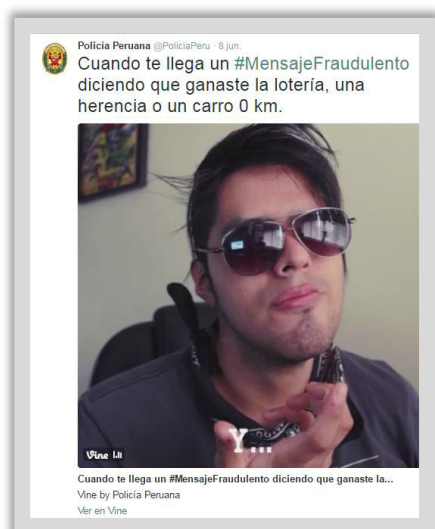 Policía Peruana @PoliciaPeru · 8 jun.
Cuando te llega un #MensajeFraudulento
diciendo que ganaste la lotería, una
herencia o un carro 0 km.
Y...
Vine
Cuando te llega un #MensajeFraudulento diciendo que ganaste la...
Vine by Policía Peruana
Ver en Vine